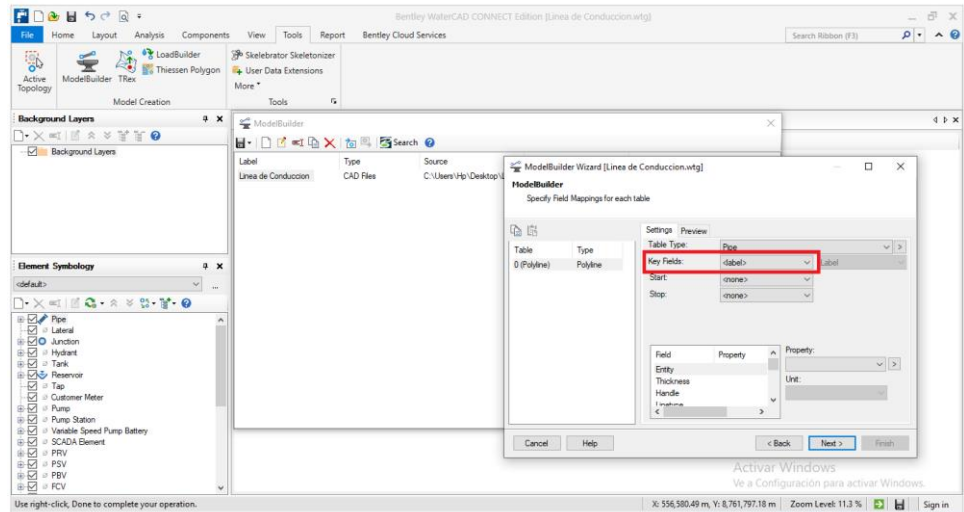 Bentley WaterCAD CONNECT Edition [Linea de Conduccion.wtg]
File Home Layout Analysis Components View Tools Report Bentley Cloud Services
Search Ribbon (F3)
Active Topology
ModelBuilder
TRex
LoadBuilder
Thiessen Polygon
Model Creation
Skelebrator Skeletonizer
User Data Extensions
More
Tools
Background Layers
Background Layers
Element Symbology
<default>
Pipe
Lateral
Junction
Hydrant
Tank
Reservoir
Tap
Customer Meter
Pump
Pump Station
Variable Speed Pump Battery
SCADA Element
PRV
PSV
PBV
FCV
ModelBuilder
Search
Label Type Source
Linea de Conduccion CAD Files C:\Users\Hp\Desktop\
ModelBuilder Wizard [Linea de Conduccion.wtg]
ModelBuilder
Specify Field Mappings for each table
Table Type
0 (Polyline) Polyline
Settings Preview
Table Type: Pipe
Key Fields: <label> Label
Start: <none>
Stop: <none>
Field Property
Entity
Thickness
Handle
Linetype
Property:
Unit:
Cancel Help < Back Next > Finish
Activar Windows
Ve a Configuración para activar Windows.
Use right-click, Done to complete your operation.
X: 556,580.49 m, Y: 8,761,797.18 m Zoom Level: 11.3 % Sign in